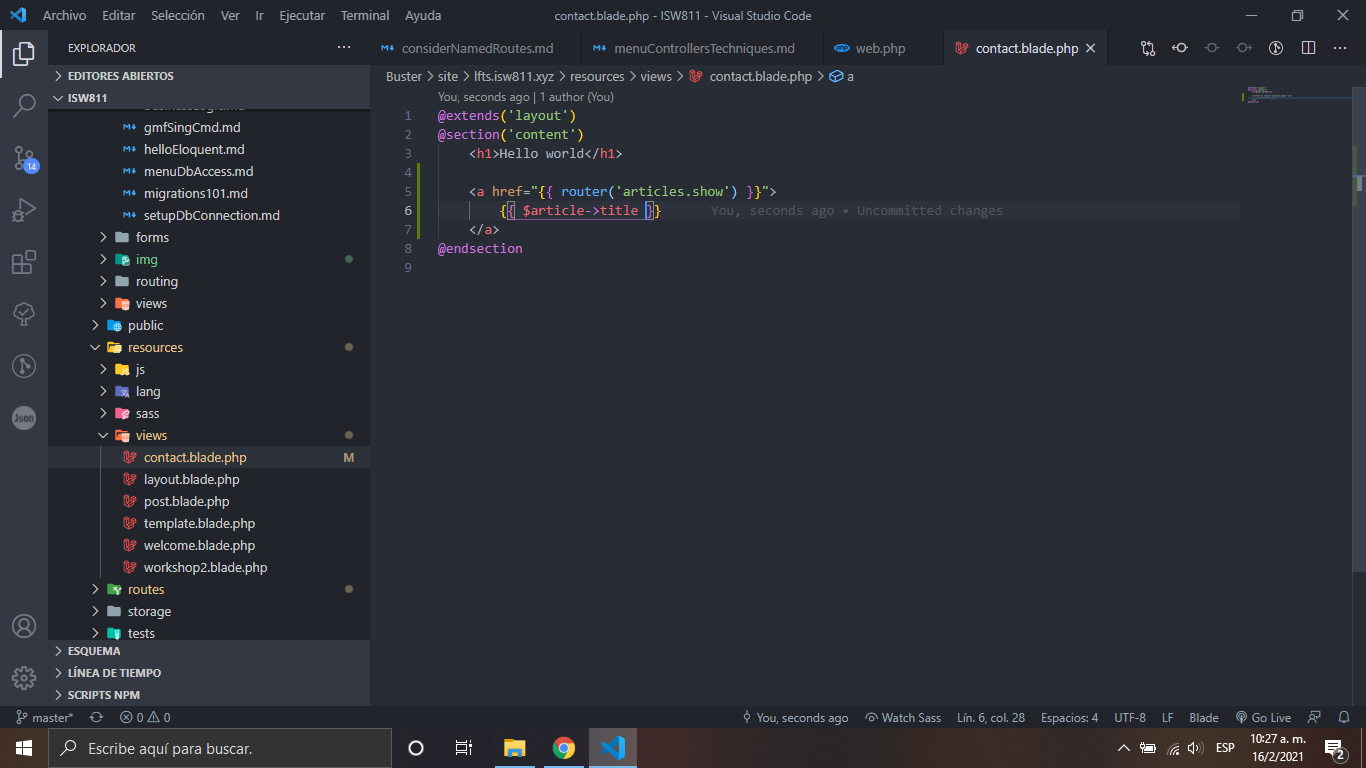 Archivo Editar Selección Ver Ir Ejecutar Terminal Ayuda contact.blade.php - ISW811 - Visual Studio Code
EXPLORADOR
EDITORES ABIERTOS
ISW811
gmfSingCmd.md
helloEloquent.md
menuDbAccess.md
migrations101.md
setupDbConnection.md
forms
img
routing
views
public
resources
js
lang
sass
views
contact.blade.php M
layout.blade.php
post.blade.php
template.blade.php
welcome.blade.php
workshop2.blade.php
routes
storage
tests
ESQUEMA
LÍNEA DE TIEMPO
SCRIPTS NPM
14
Json
considerNamedRoutes.md menuControllersTechniques.md web.php contact.blade.php
Buster > site > lfts.isw811.xyz > resources > views > contact.blade.php > a
You, seconds ago | 1 author (You)
1 @extends('layout')
2 @section('content')
3 <h1>Hello world</h1>
4
5 <a href="{{ router('articles.show') }}">
6 {{ $article->title }} You, seconds ago • Uncommitted changes
7 </a>
8 @endsection
9
master* 0 0 You, seconds ago Watch Sass Lín. 6, col. 28 Espacios: 4 UTF-8 LF Blade Go Live
Escribe aquí para buscar. ESP 10:27 a. m.
16/2/2021 2